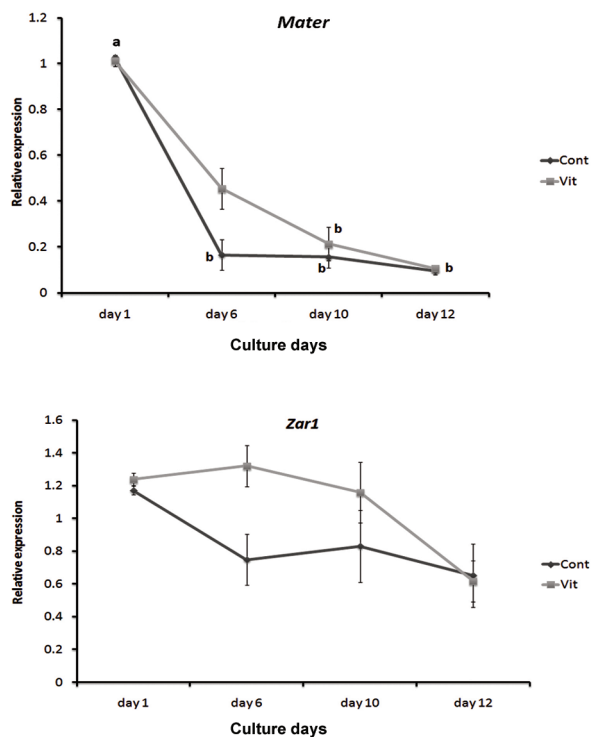 Mater
1.2
a
1
0.8
0.6
0.4
0.2
0
b
b
b
b
Relative expression
day 1
day 6
day 10
day 12
Culture days
Cont
Vit
Zar1
1.6
1.4
1.2
1
0.8
0.6
0.4
0.2
0
Relative expression
day 1
day 6
day 10
day 12
Culture days
Cont
Vit